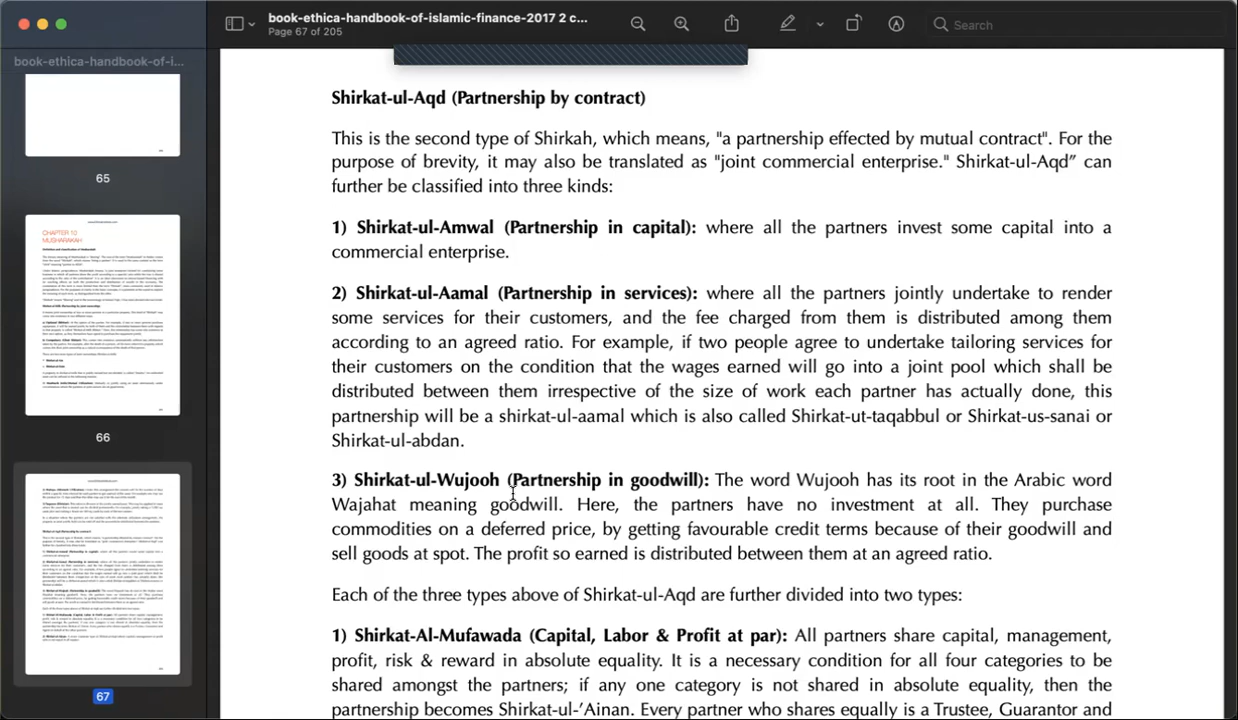 book-ethica-handbook-of-islamic-finance-2017 2 c...
Page 67 of 205
Search
book-ethica-handbook-of-i...
65
CHAPTER 10
MUSHARAKAH
66
67
Shirkat-ul-Aqd (Partnership by contract)
This is the second type of Shirkah, which means, "a partnership effected by mutual contract". For the
purpose of brevity, it may also be translated as "joint commercial enterprise." Shirkat-ul-Aqd” can
further be classified into three kinds:
1) Shirkat-ul-Amwal (Partnership in capital): where all the partners invest some capital into a
commercial enterprise.
2) Shirkat-ul-Aamal (Partnership in services): where all the partners jointly undertake to render
some services for their customers, and the fee charged from them is distributed among them
according to an agreed ratio. For example, if two people agree to undertake tailoring services for
their customers on the condition that the wages earned will go into a joint pool which shall be
distributed between them irrespective of the size of work each partner has actually done, this
partnership will be a shirkat-ul-aamal which is also called Shirkat-ut-taqabbul or Shirkat-us-sanai or
Shirkat-ul-abdan.
3) Shirkat-ul-Wujooh (Partnership in goodwill): The word Wujooh has its root in the Arabic word
Wajahat meaning goodwill. Here, the partners have no investment at all. They purchase
commodities on a deferred price, by getting favourable credit terms because of their goodwill and
sell goods at spot. The profit so earned is distributed between them at an agreed ratio.
Each of the three types above of Shirkat-ul-Aqd are further divided into two types:
1) Shirkat-Al-Mufawada (Capital, Labor & Profit at par): All partners share capital, management,
profit, risk & reward in absolute equality. It is a necessary condition for all four categories to be
shared amongst the partners; if any one category is not shared in absolute equality, then the
partnership becomes Shirkat-ul-’Ainan. Every partner who shares equally is a Trustee, Guarantor and